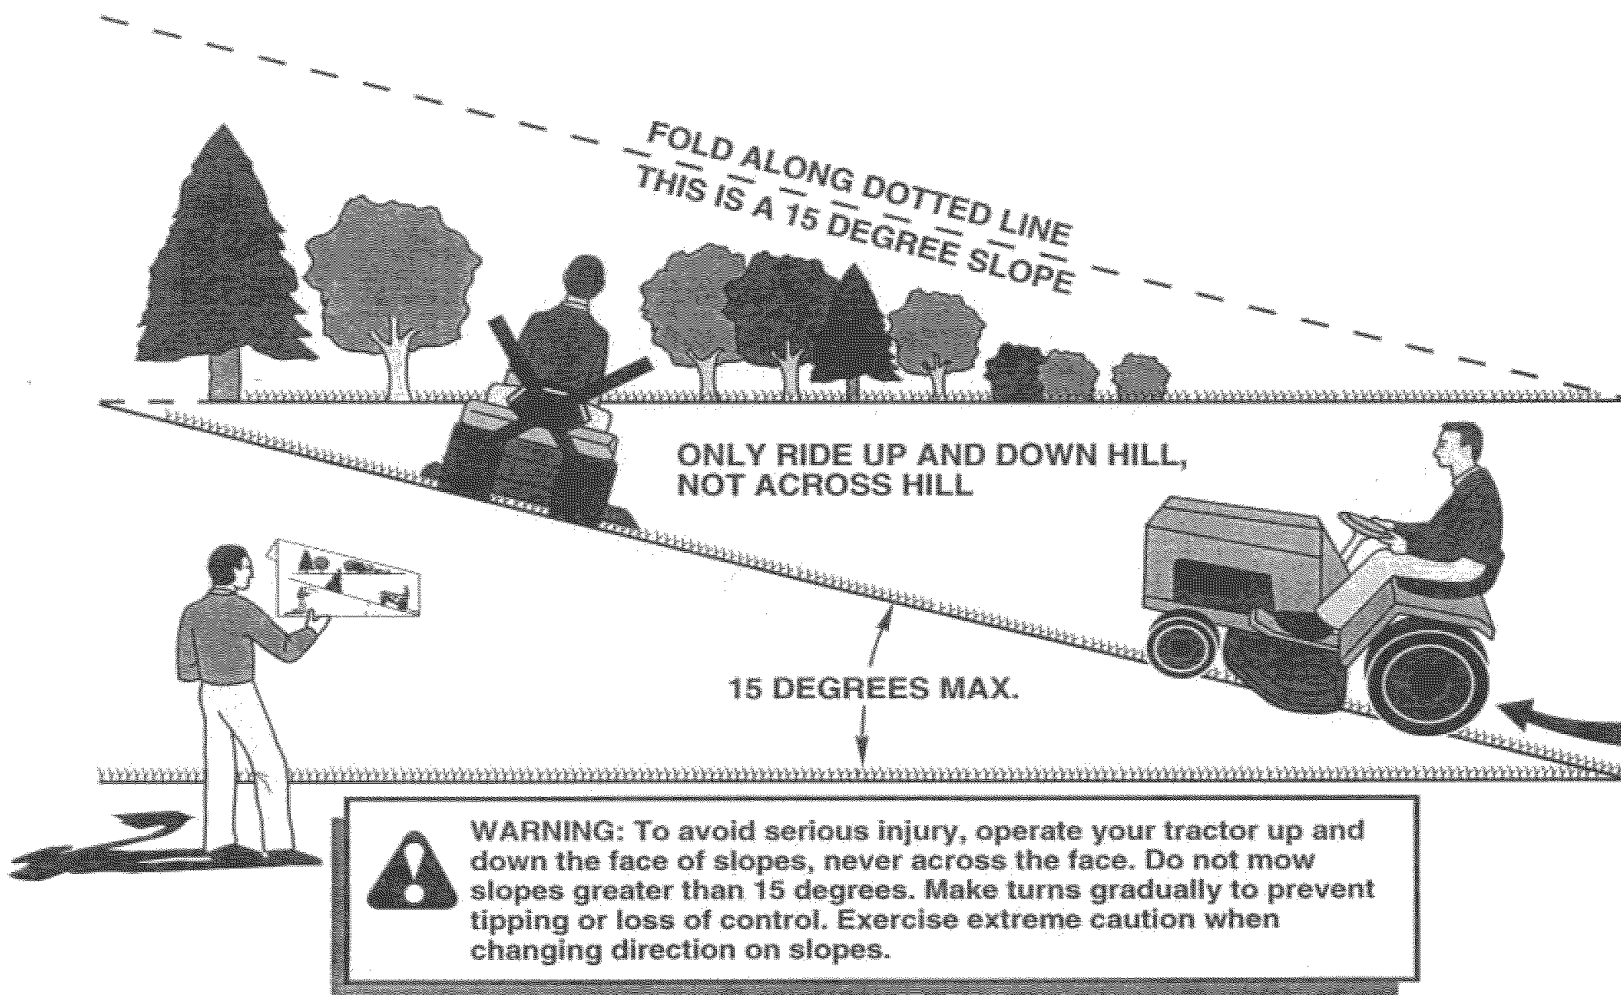 FOLD ALONG DOTTED LINE
THIS IS A 15 DEGREE SLOPE
ONLY RIDE UP AND DOWN HILL,
NOT ACROSS HILL
15 DEGREES MAX.
WARNING: To avoid serious injury, operate your tractor up and
down the face of slopes, never across the face. Do not mow
slopes greater than 15 degrees. Make turns gradually to prevent
tipping or loss of control. Exercise extreme caution when
changing direction on slopes.